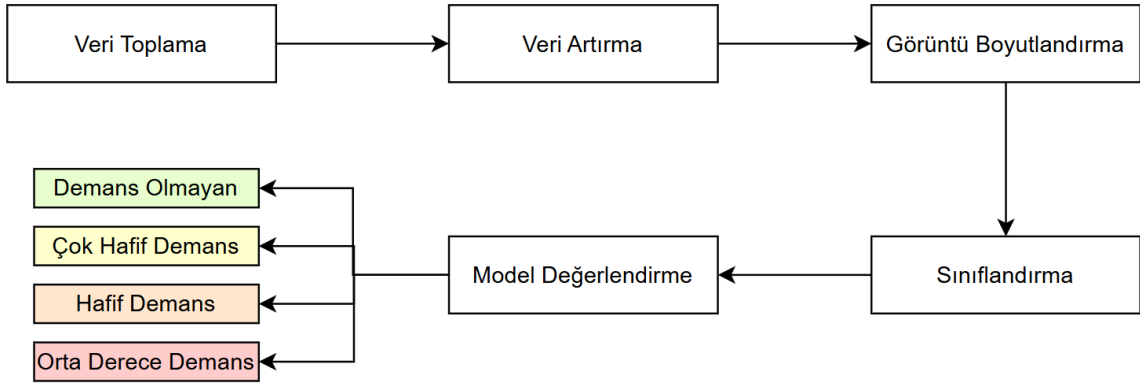 Veri Toplama
Veri Artırma
Görüntü Boyutlandırma
Sınıflandırma
Model Değerlendirme
Demans Olmayan
Çok Hafif Demans
Hafif Demans
Orta Derece Demans